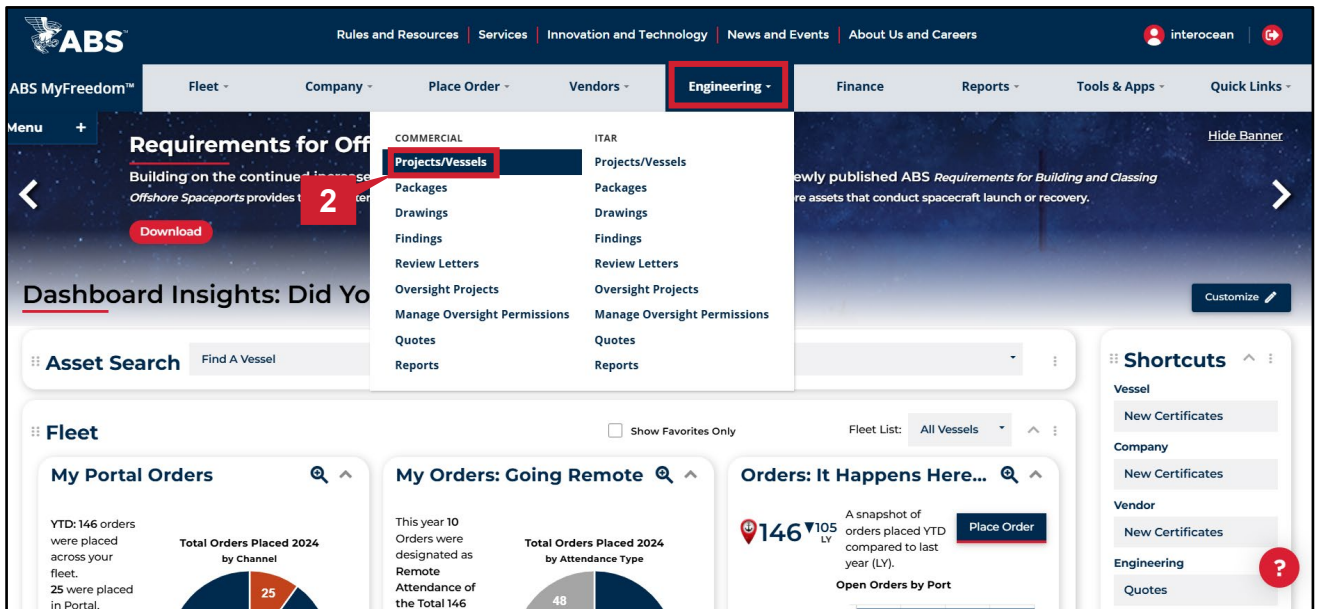 ABS
Rules and Resources | Services | Innovation and Technology | News and Events | About Us and Careers
interocean
ABS MyFreedom™
Fleet
Company
Place Order
Vendors
Engineering
Finance
Reports
Tools & Apps
Quick Links
Menu +
Requirements for Off
Hide Banner
Building on the continued increase
ewly published ABS Requirements for Building and Classing
Offshore Spaceports provides t
re assets that conduct spacecraft launch or recovery.
Download
COMMERCIAL
Projects/Vessels
Packages
Drawings
Findings
Review Letters
Oversight Projects
Manage Oversight Permissions
Quotes
Reports
ITAR
Projects/Vessels
Packages
Drawings
Findings
Review Letters
Oversight Projects
Manage Oversight Permissions
Quotes
Reports
2
Dashboard Insights: Did Yo
Customize
Asset Search
Find A Vessel
Fleet
Show Favorites Only
Fleet List:
All Vessels
My Portal Orders
YTD: 146 orders
were placed
across your
fleet.
25 were placed
in Portal.
Total Orders Placed 2024
by Channel
25
My Orders: Going Remote
This year 10
Orders were
designated as
Remote
Attendance of
the Total 146
Total Orders Placed 2024
by Attendance Type
48
Orders: It Happens Here...
146
105
LY
A snapshot of
orders placed YTD
compared to last
year (LY).
Place Order
Open Orders by Port
Shortcuts
Vessel
New Certificates
Company
New Certificates
Vendor
New Certificates
Engineering
Quotes
?